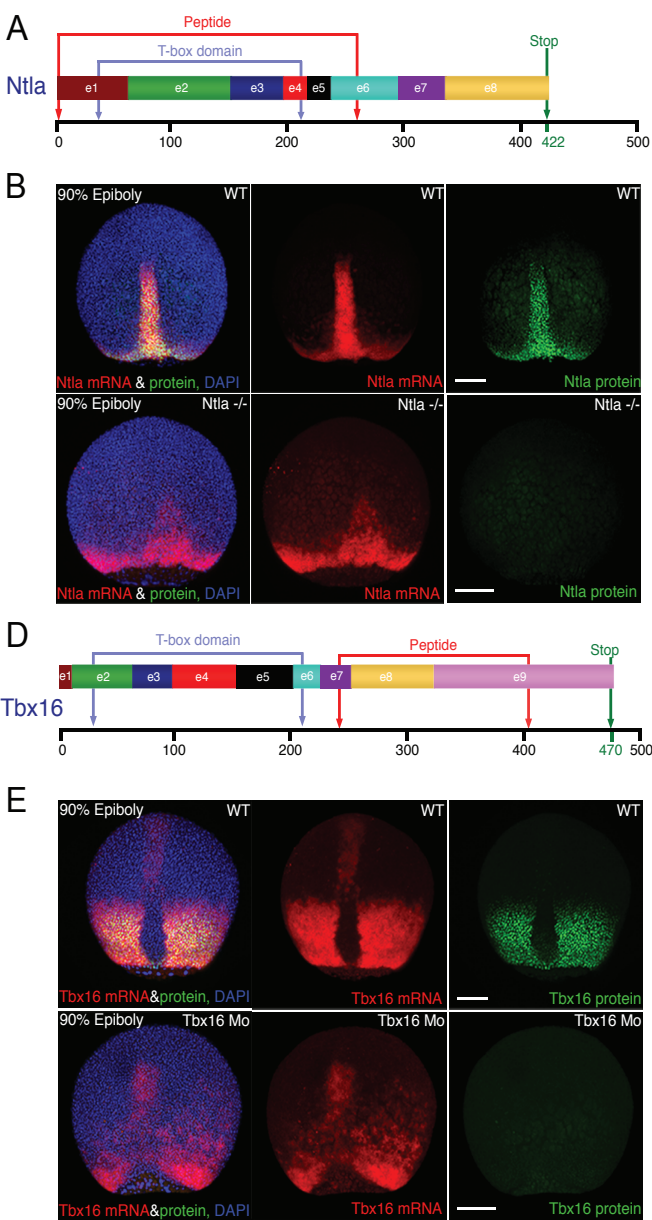 A
Peptide
T-box domain
Stop
Ntla
e1 e2 e3 e4 e5 e6 e7 e8
0 100 200 300 400 422 500
B
90% Epiboly WT WT WT
Ntla mRNA & protein, DAPI Ntla mRNA Ntla protein
90% Epiboly Ntla -/- Ntla -/- Ntla -/-
Ntla mRNA & protein, DAPI Ntla mRNA Ntla protein
D
T-box domain Peptide Stop
e1 e2 e3 e4 e5 e6 e7 e8 e9
Tbx16
0 100 200 300 400 470 500
E
90% Epiboly WT WT WT
Tbx16 mRNA&protein, DAPI Tbx16 mRNA Tbx16 protein
90% Epiboly Tbx16 Mo Tbx16 Mo Tbx16 Mo
Tbx16 mRNA&protein, DAPI Tbx16 mRNA Tbx16 protein